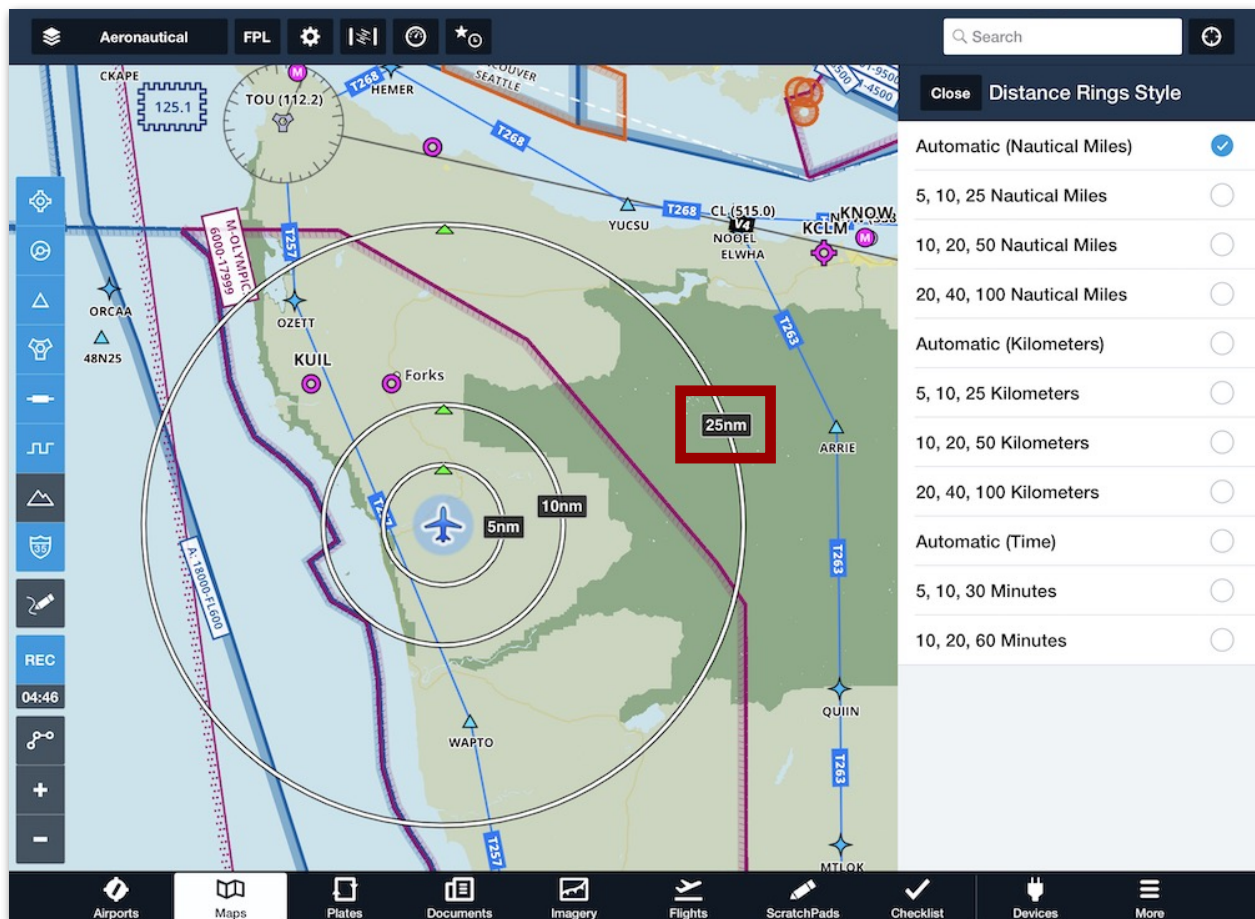 Aeronautical
FPL
Search
Close
Distance Rings Style
Automatic (Nautical Miles)
5, 10, 25 Nautical Miles
10, 20, 50 Nautical Miles
20, 40, 100 Nautical Miles
Automatic (Kilometers)
5, 10, 25 Kilometers
10, 20, 50 Kilometers
20, 40, 100 Kilometers
Automatic (Time)
5, 10, 30 Minutes
10, 20, 60 Minutes
CKAPE
125.1
TOU (112.2)
M
T268
HEMER
SEATTLE
T268
T257
YUCSU
T268
CL (515.0)
V4
NOOEL
ELWHA
KNOW
KCLM
M
M-OLYMPIC
6000-17999
ORCAA
48N25
OZETT
KUIL
Forks
T263
25nm
ARRIE
10nm
5nm
A: 18000-FL600
T263
WAPTO
QUIIN
T263
T257
MTLOK
35
REC
04:46
+
-
Airports
Maps
Plates
Documents
Imagery
Flights
ScratchPads
Checklist
Devices
More